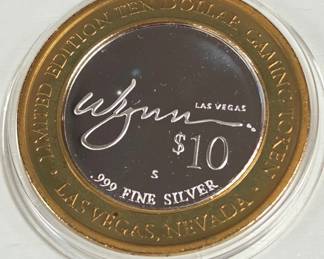 LIMITED EDITION TEN DOLLAR GAMING TOKEN
Wynn
LAS VEGAS
$10
S
.999 FINE SILVER
LAS VEGAS, NEVADA